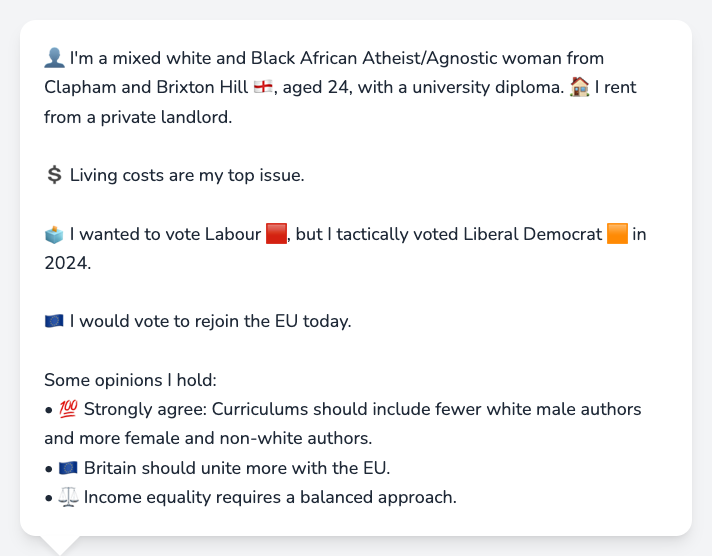 👤 I'm a mixed white and Black African Atheist/Agnostic woman from
Clapham and Brixton Hill 🏴󠁧󠁢󠁥󠁮󠁧󠁿, aged 24, with a university diploma. 🏠 I rent
from a private landlord.
💲 Living costs are my top issue.
🗳️ I wanted to vote Labour 🟥, but I tactically voted Liberal Democrat 🟧 in
2024.
🇪🇺 I would vote to rejoin the EU today.
Some opinions I hold:
• 💯 Strongly agree: Curriculums should include fewer white male authors
and more female and non-white authors.
• 🇪🇺 Britain should unite more with the EU.
• ⚖️ Income equality requires a balanced approach.